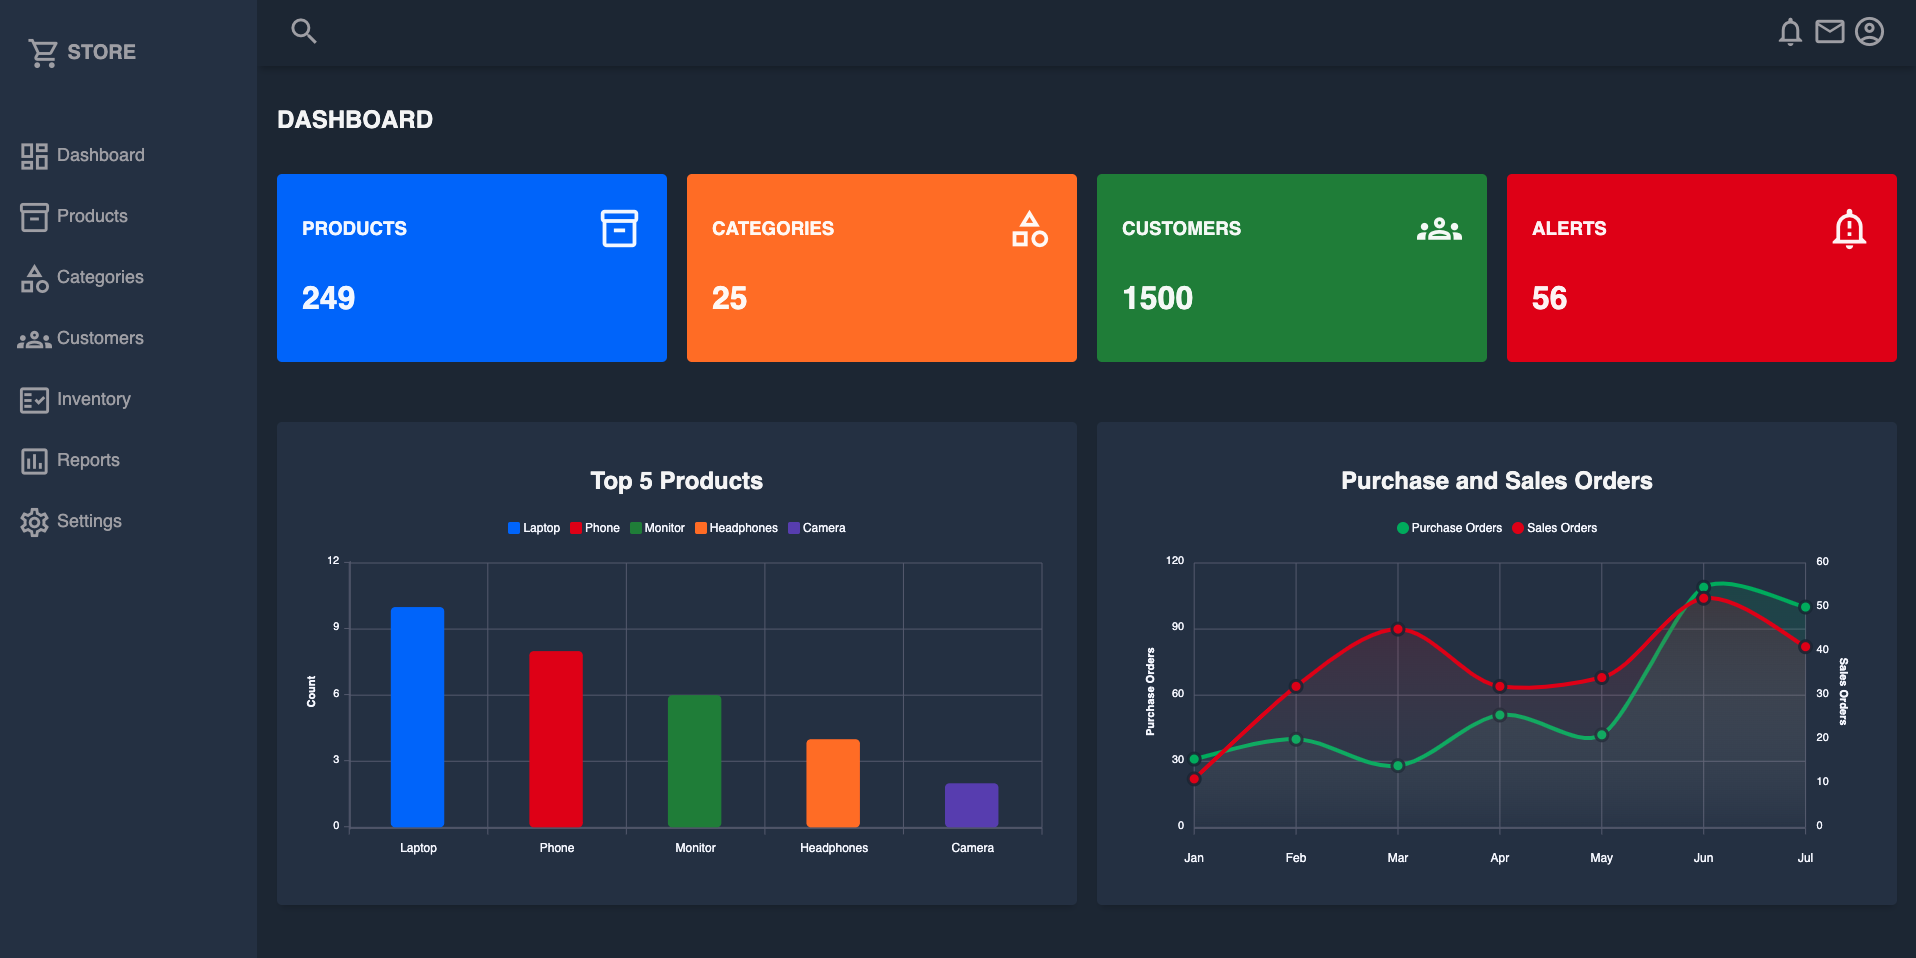 STORE
Dashboard
Products
Categories
Customers
Inventory
Reports
Settings
DASHBOARD
PRODUCTS
249
CATEGORIES
25
CUSTOMERS
1500
ALERTS
56
Top 5 Products
Laptop Phone Monitor Headphones Camera
12
9
6
3
0
Count
Laptop Phone Monitor Headphones Camera
Purchase and Sales Orders
Purchase Orders Sales Orders
120
90
60
30
0
Purchase Orders
60
50
40
30
20
10
0
Sales Orders
Jan Feb Mar Apr May Jun Jul